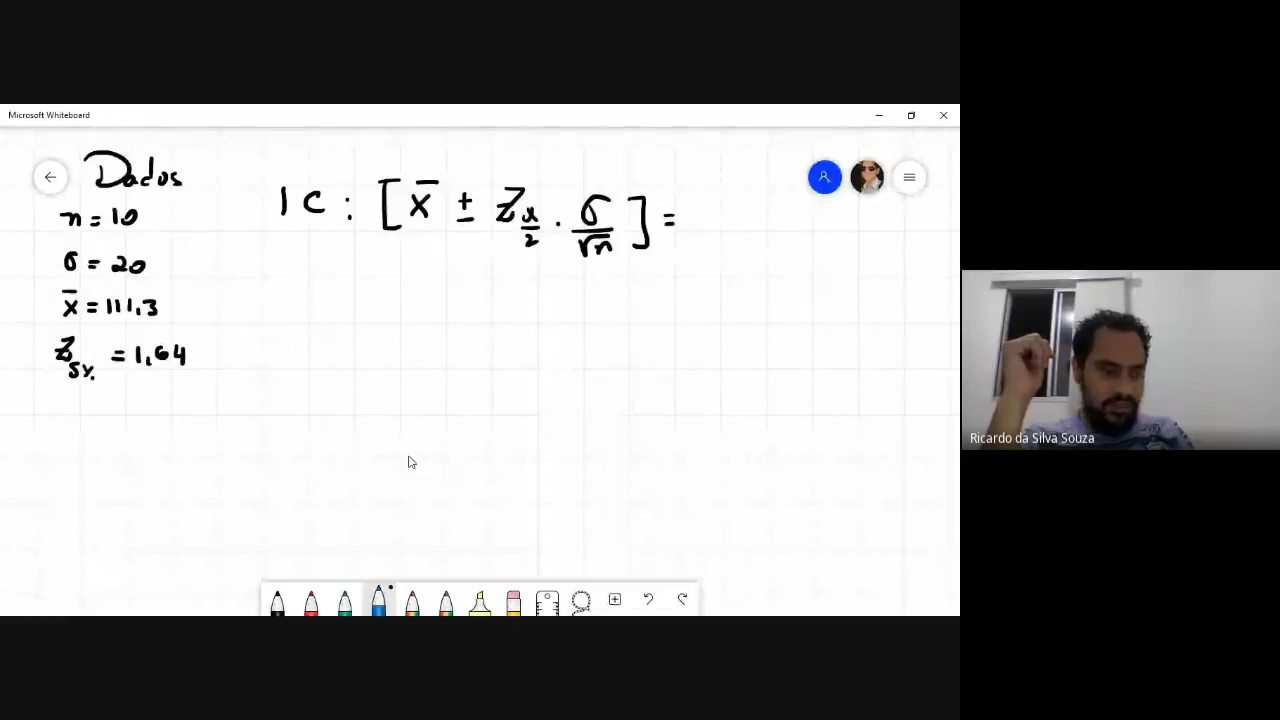 Microsoft Whiteboard
Dados
n = 10
σ = 20
x̄ = 111,3
Z5%. = 1,64
IC : [x̄ ± Zα/2 · σ/√n] =
Ricardo da Silva Souza